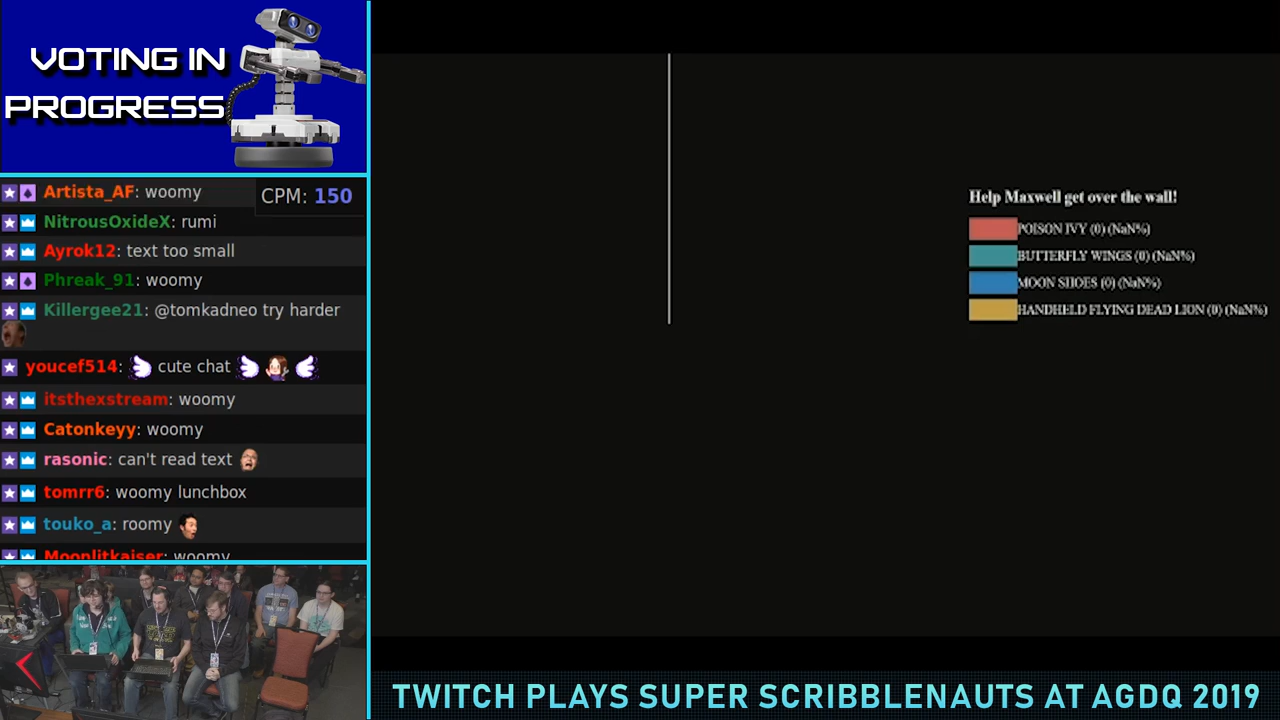 VOTING IN
PROGRESS
CPM: 150
Artista_AF: woomy
NitrousOxideX: rumi
Ayrok12: text too small
Phreak_91: woomy
Killergee21: @tomkadneo try harder
youcef514: cute chat
itsthexstream: woomy
Catonkeyy: woomy
rasonic: can't read text
tomrr6: woomy lunchbox
touko_a: roomy
Moonlitkaiser: woomy
Help Maxwell get over the wall!
POISON IVY (0) (NaN%)
BUTTERFLY WINGS (0) (NaN%)
MOON SHOES (0) (NaN%)
HANDHELD FLYING DEAD LION (0) (NaN%)
TWITCH PLAYS SUPER SCRIBBLENAUTS AT AGDQ 2019